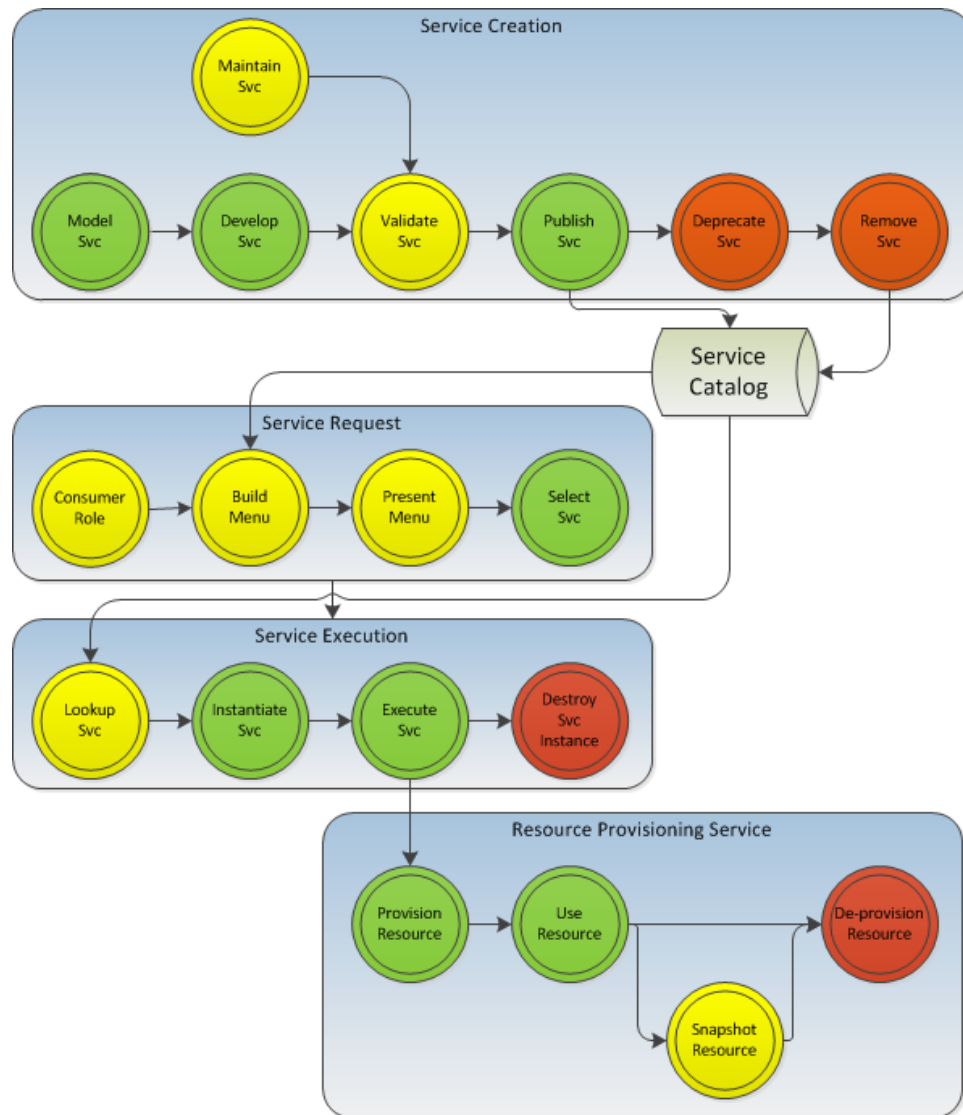 Service Creation
Maintain
Svc
Model
Svc
Develop
Svc
Validate
Svc
Publish
Svc
Deprecate
Svc
Remove
Svc
Service
Catalog
Service Request
Consumer
Role
Build
Menu
Present
Menu
Select
Svc
Service Execution
Lookup
Svc
Instantiate
Svc
Execute
Svc
Destroy
Svc
Instance
Resource Provisioning Service
Provision
Resource
Use
Resource
De-provision
Resource
Snapshot
Resource